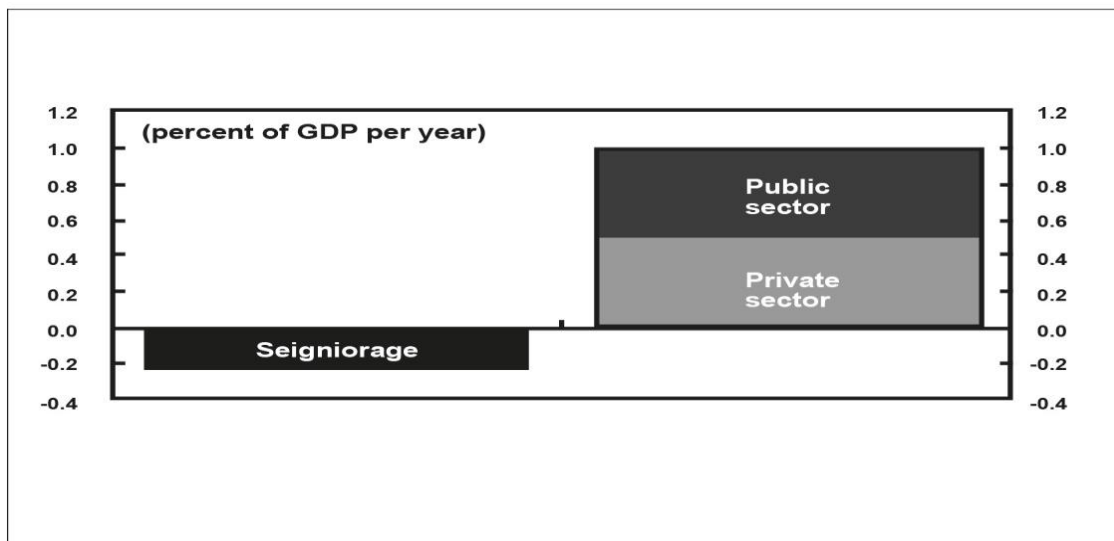 (percent of GDP per year)
1.2 1.2
1.0 1.0
0.8 0.8
0.6 0.6
0.4 0.4
0.2 0.2
0.0 0.0
-0.2 -0.2
-0.4 -0.4
Public
sector
Private
sector
Seigniorage